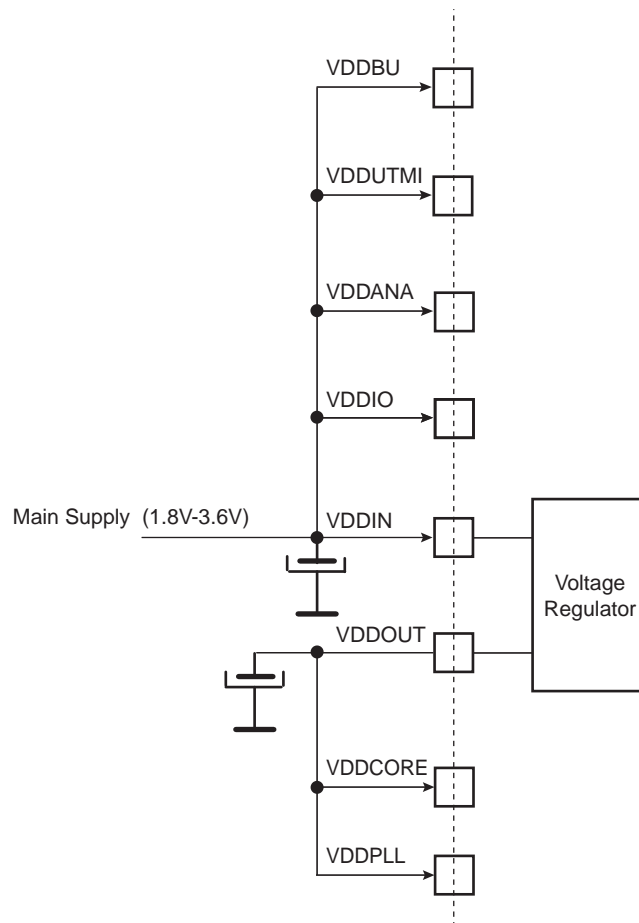 VDDBU
VDDUTMI
VDDANA
VDDIO
Main Supply (1.8V-3.6V)
VDDIN
Voltage
Regulator
VDDOUT
VDDCORE
VDDPLL